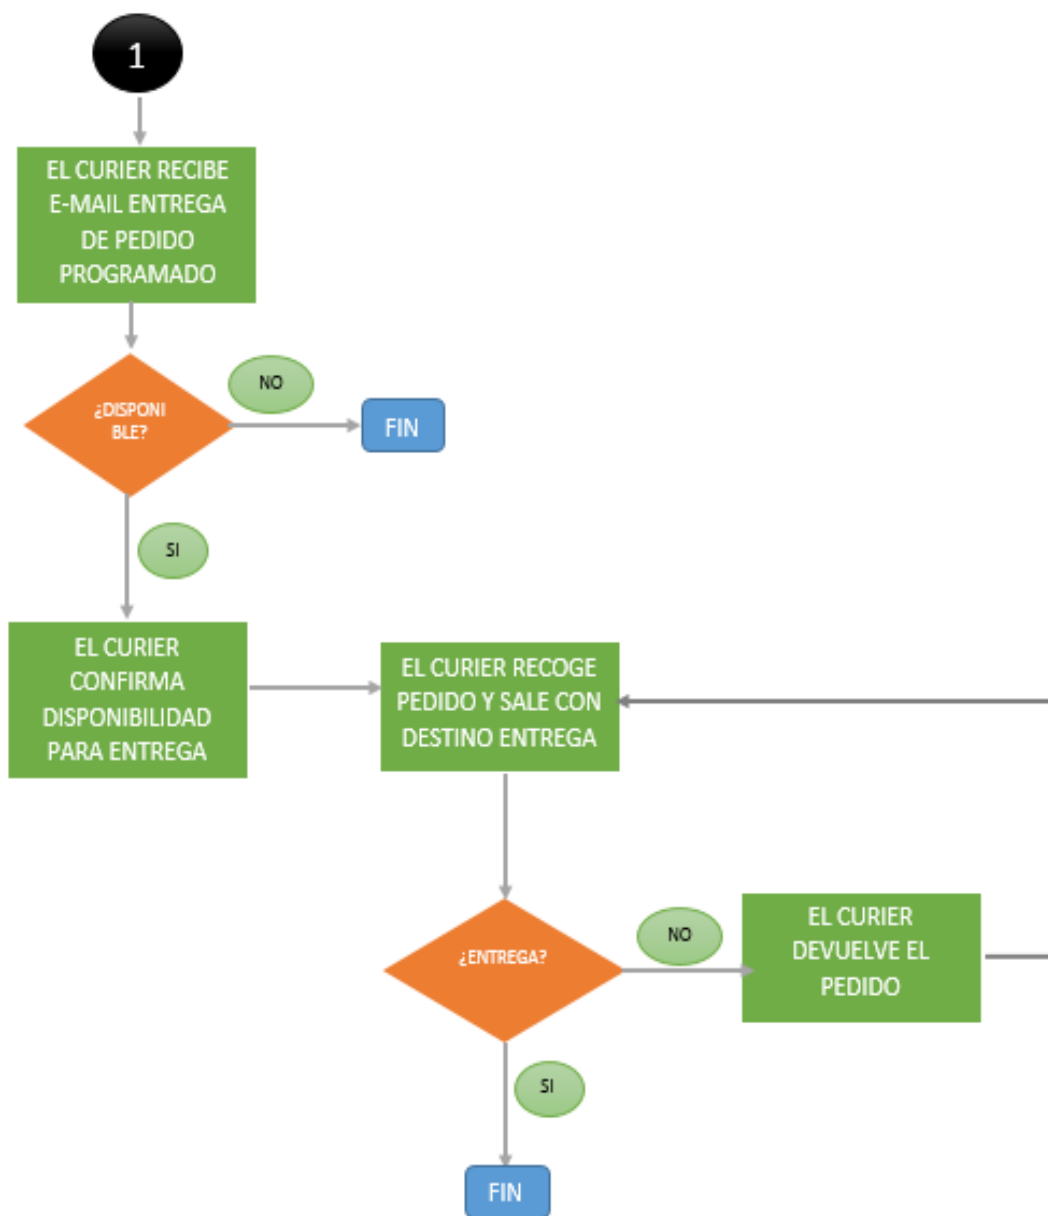 1
EL CURIER RECIBE
E-MAIL ENTREGA
DE PEDIDO
PROGRAMADO
¿DISPONI
BLE?
NO
FIN
SI
EL CURIER
CONFIRMA
DISPONIBILIDAD
PARA ENTREGA
EL CURIER RECOGE
PEDIDO Y SALE CON
DESTINO ENTREGA
¿ENTREGA?
NO
EL CURIER
DEVUELVE EL
PEDIDO
SI
FIN